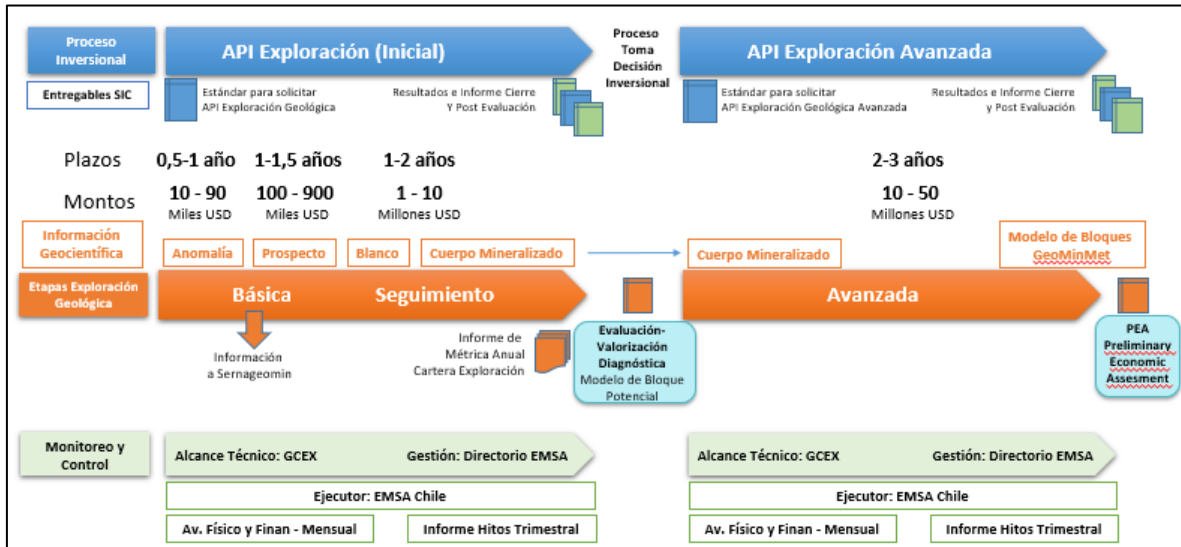 Proceso
Inversional
API Exploración (Inicial)
Proceso
Toma
Decisión
Inversional
API Exploración Avanzada
Entregables SIC
Estándar para solicitar
API Exploración Geológica
Resultados e Informe Cierre
Y Post Evaluación
Estándar para solicitar
API Exploración Geológica Avanzada
Resultados e Informe Cierre
y Post Evaluación
Plazos
0,5-1 año
1-1,5 años
1-2 años
2-3 años
Montos
10 - 90
Miles USD
100 - 900
Miles USD
1 - 10
Millones USD
10 - 50
Millones USD
Información
Geocientífica
Anomalía
Prospecto
Blanco
Cuerpo Mineralizado
Cuerpo Mineralizado
Modelo de Bloques
GeoMinMet
Etapas Exploración
Geológica
Básica
Seguimiento
Avanzada
Información
a Sernageomin
Informe de
Métrica Anual
Cartera Exploración
Evaluación-
Valorización
Diagnóstica
Modelo de Bloque
Potencial
PEA
Preliminary
Economic
Assesment
Monitoreo y
Control
Alcance Técnico: GCEX
Gestión: Directorio EMSA
Alcance Técnico: GCEX
Gestión: Directorio EMSA
Ejecutor: EMSA Chile
Ejecutor: EMSA Chile
Av. Físico y Finan - Mensual
Informe Hitos Trimestral
Av. Físico y Finan - Mensual
Informe Hitos Trimestral